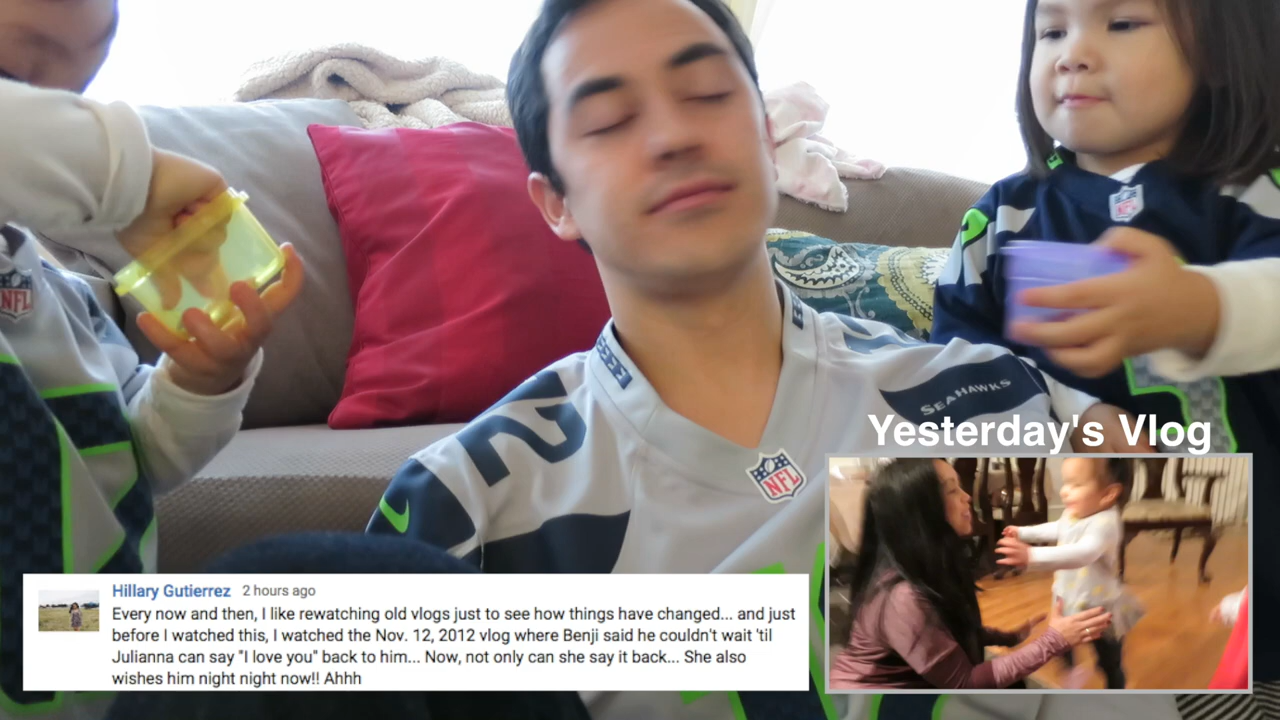 NFL
NFL
SEAHAWKS
NFL
Yesterday's Vlog
Hillary Gutierrez 2 hours ago
Every now and then, I like rewatching old vlogs just to see how things have changed... and just
before I watched this, I watched the Nov. 12, 2012 vlog where Benji said he couldn't wait 'til
Julianna can say "I love you" back to him... Now, not only can she say it back... She also
wishes him night night now!! Ahhh